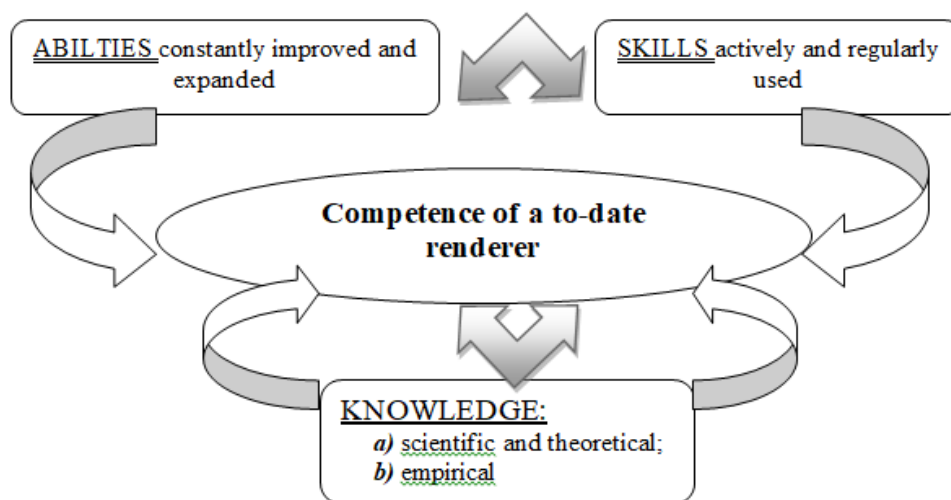 ABILTIES constantly improved and
expanded
SKILLS actively and regularly
used
Competence of a to-date
renderer
KNOWLEDGE:
a) scientific and theoretical;
b) empirical